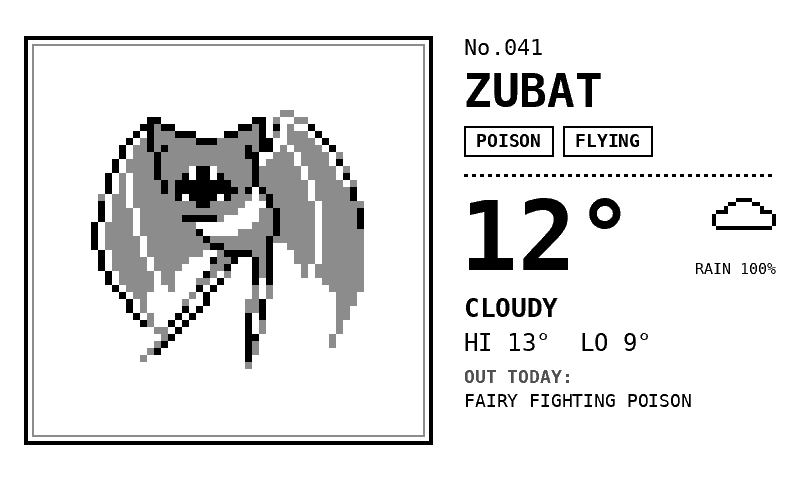 No.041
ZUBAT
POISON FLYING
12°
RAIN 100%
CLOUDY
HI 13° LO 9°
OUT TODAY:
FAIRY FIGHTING POISON